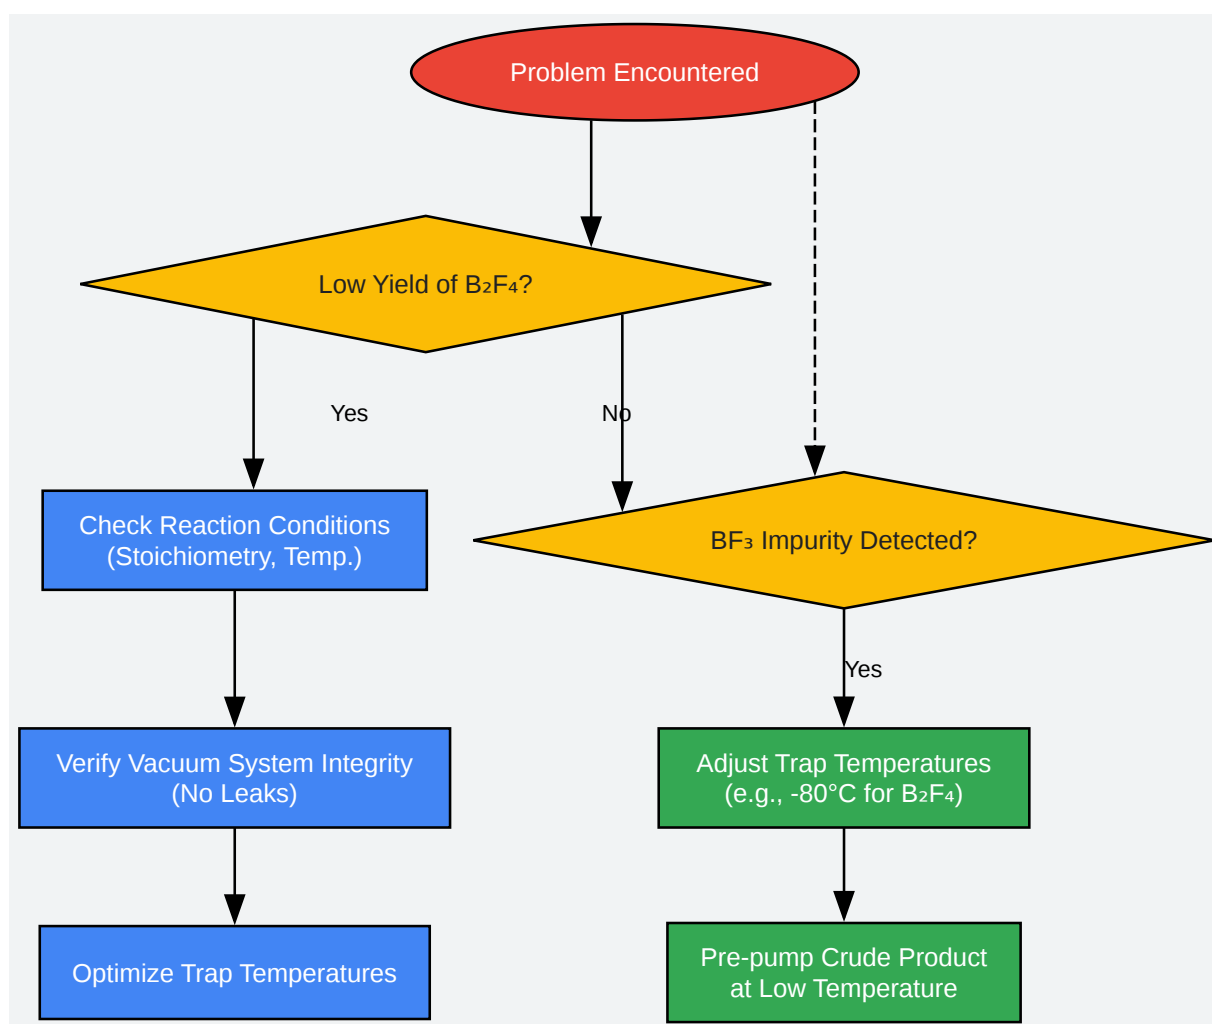 Problem Encountered
Low Yield of B₂F₄?
Yes
No
Check Reaction Conditions
(Stoichiometry, Temp.)
BF₃ Impurity Detected?
Yes
Verify Vacuum System Integrity
(No Leaks)
Adjust Trap Temperatures
(e.g., -80°C for B₂F₄)
Optimize Trap Temperatures
Pre-pump Crude Product
at Low Temperature